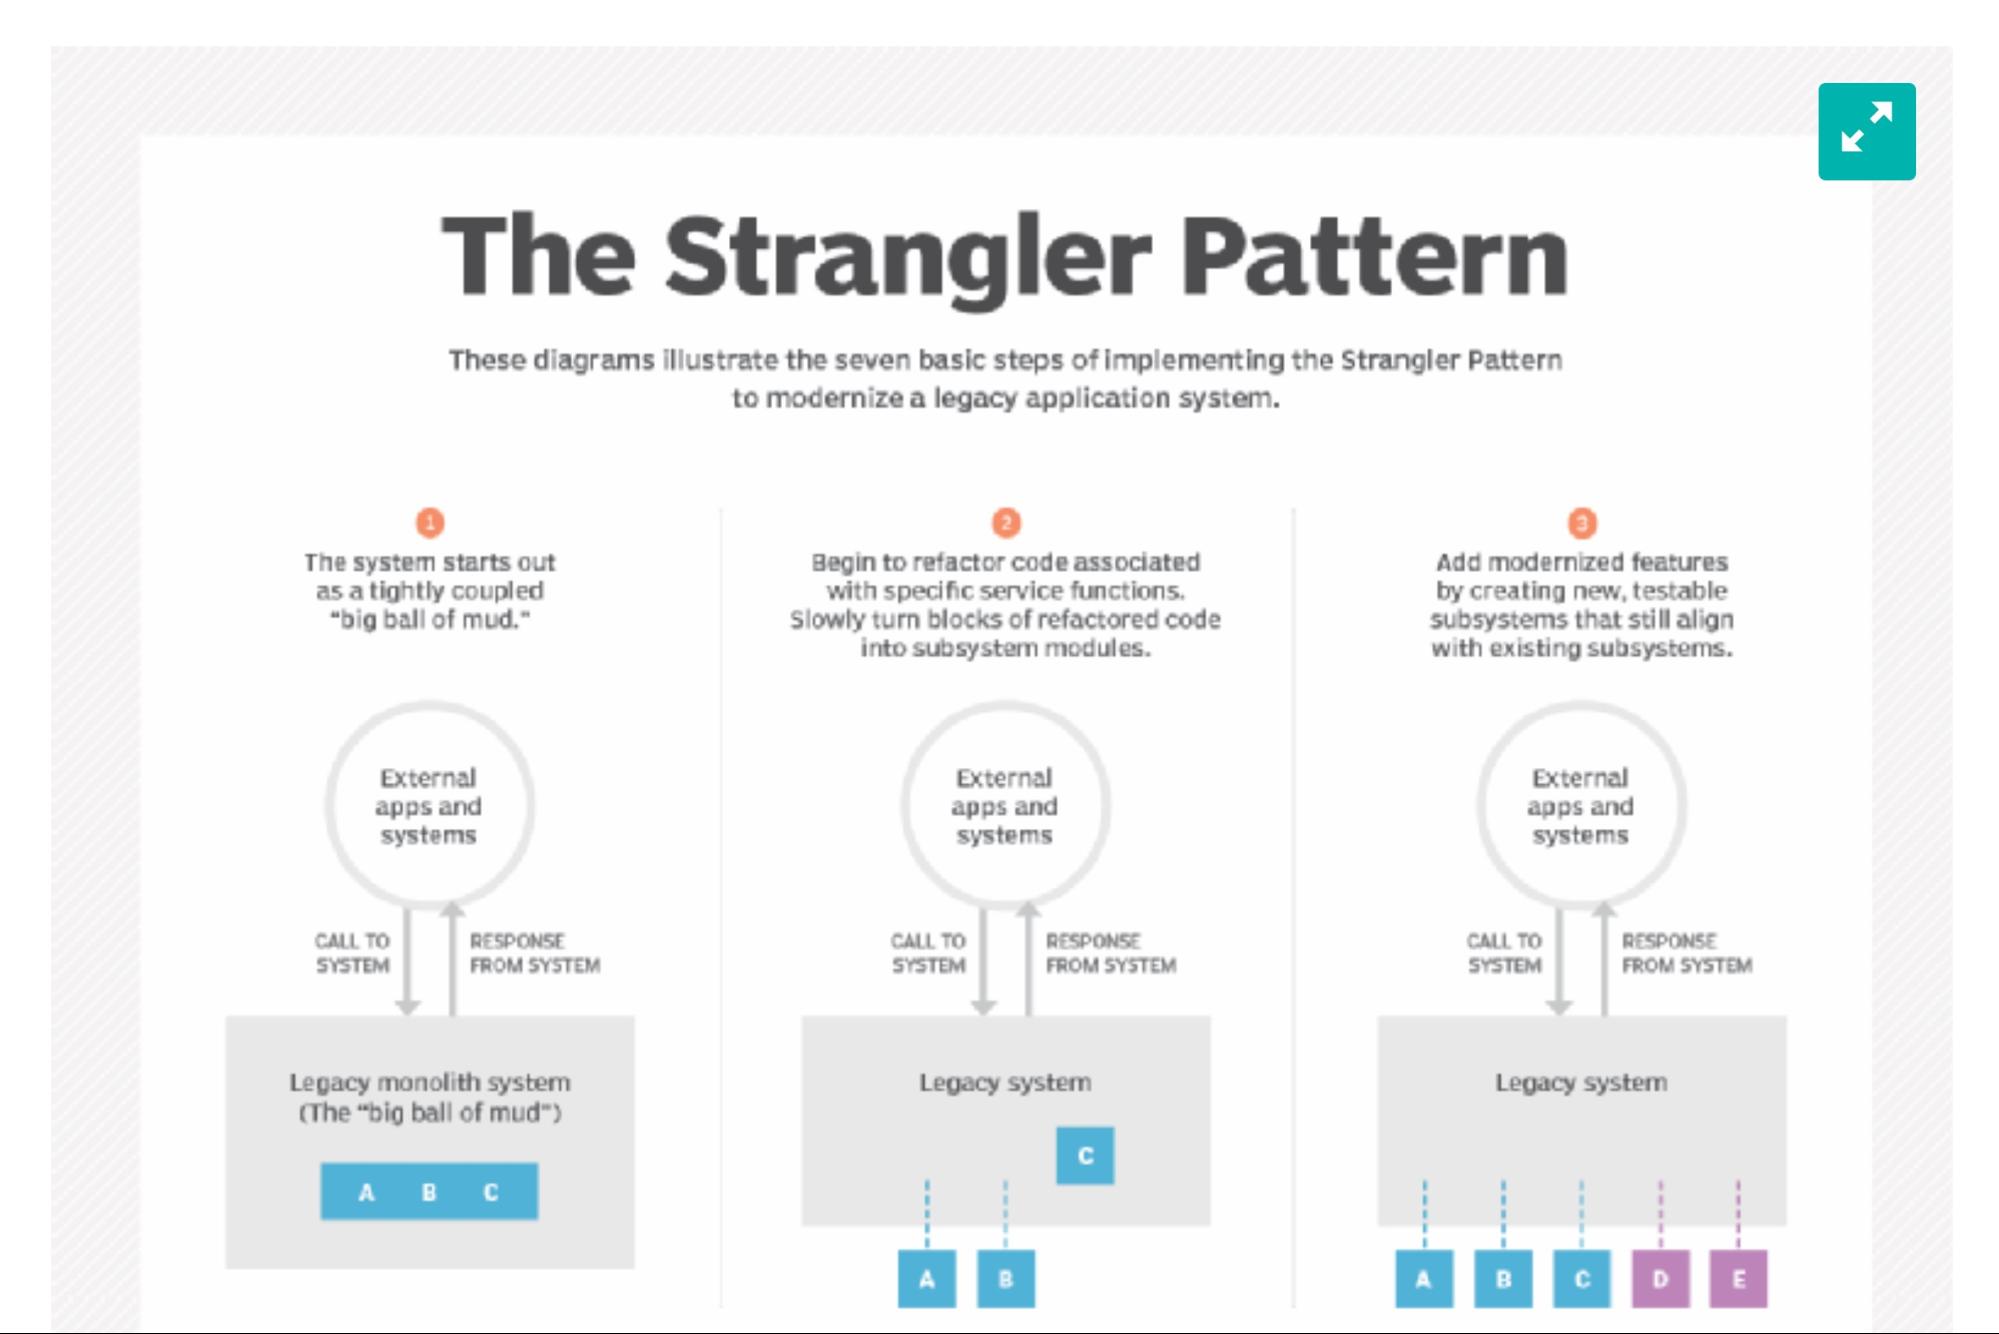 The Strangler Pattern
These diagrams illustrate the seven basic steps of implementing the Strangler Pattern
to modernize a legacy application system.
1
The system starts out
as a tightly coupled
“big ball of mud.”
External
apps and
systems
CALL TO
SYSTEM
RESPONSE
FROM SYSTEM
Legacy monolith system
(The “big ball of mud”)
A B C
2
Begin to refactor code associated
with specific service functions.
Slowly turn blocks of refactored code
into subsystem modules.
External
apps and
systems
CALL TO
SYSTEM
RESPONSE
FROM SYSTEM
Legacy system
C
A B
3
Add modernized features
by creating new, testable
subsystems that still align
with existing subsystems.
External
apps and
systems
CALL TO
SYSTEM
RESPONSE
FROM SYSTEM
Legacy system
A B C D E